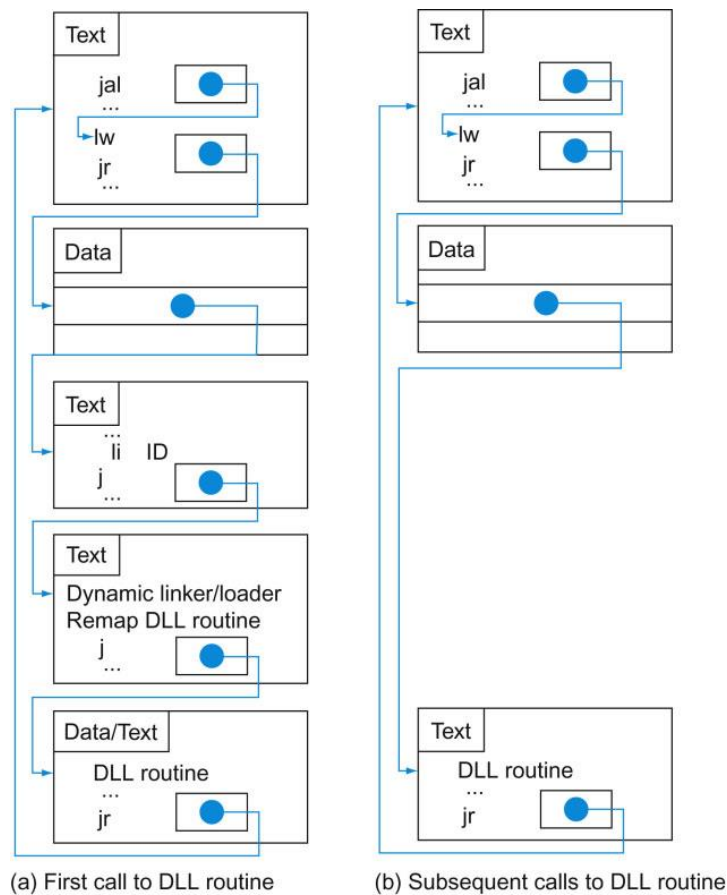 Text
jal
...
lw
jr
...
Data
Text
...
li ID
j
...
Text
Dynamic linker/loader
Remap DLL routine
j
...
Data/Text
DLL routine
...
jr
(a) First call to DLL routine
Text
jal
...
lw
jr
...
Data
Text
DLL routine
...
jr
(b) Subsequent calls to DLL routine